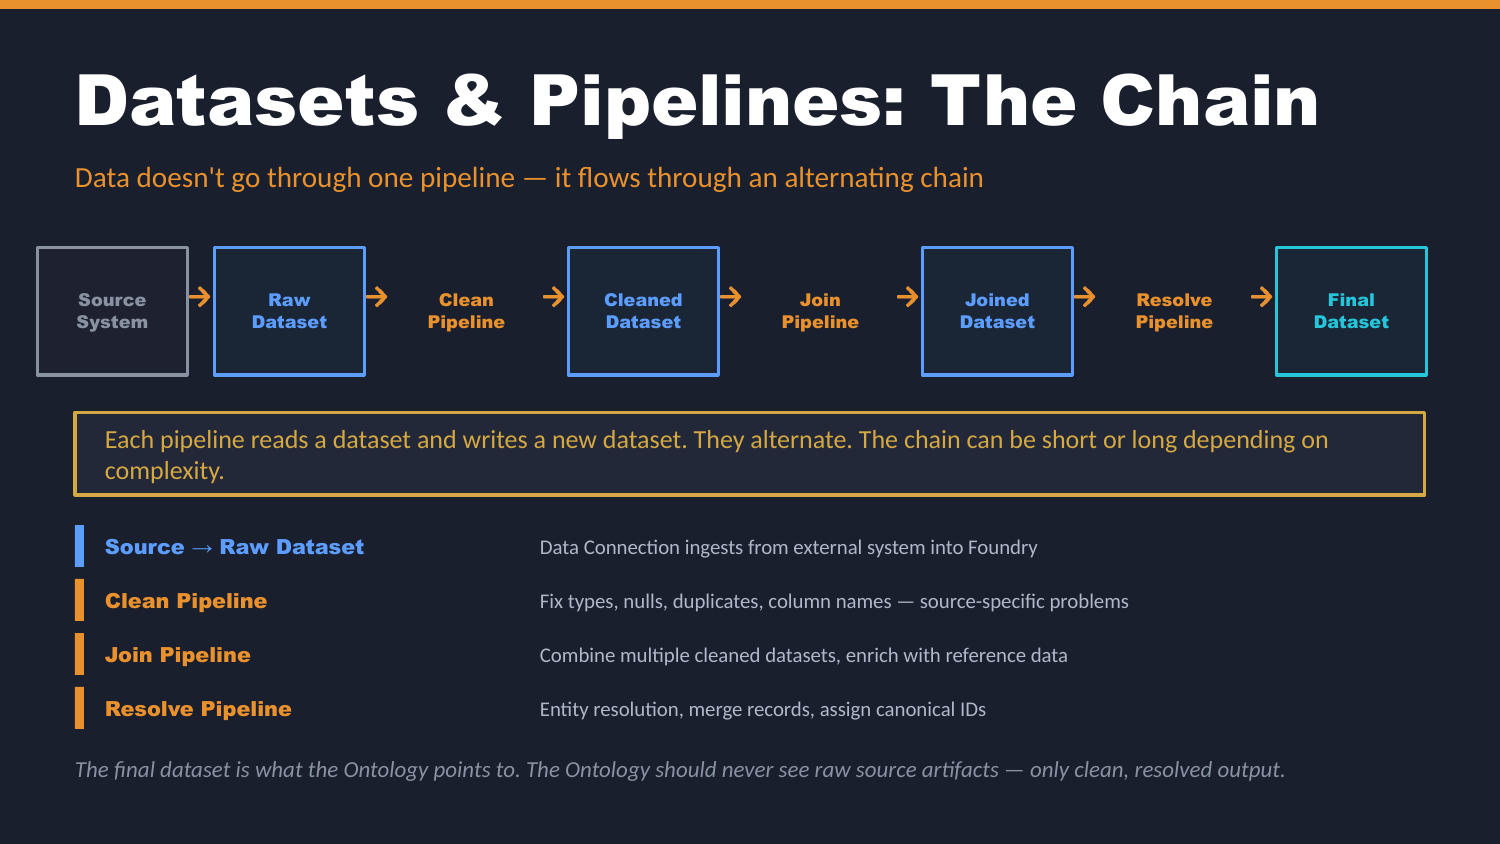 Datasets & Pipelines: The Chain
Data doesn't go through one pipeline — it flows through an alternating chain
Source
System
→
Raw
Dataset
→
Clean
Pipeline
→
Cleaned
Dataset
→
Join
Pipeline
→
Joined
Dataset
→
Resolve
Pipeline
→
Final
Dataset
Each pipeline reads a dataset and writes a new dataset. They alternate. The chain can be short or long depending on
complexity.
Source → Raw Dataset
Data Connection ingests from external system into Foundry
Clean Pipeline
Fix types, nulls, duplicates, column names — source-specific problems
Join Pipeline
Combine multiple cleaned datasets, enrich with reference data
Resolve Pipeline
Entity resolution, merge records, assign canonical IDs
The final dataset is what the Ontology points to. The Ontology should never see raw source artifacts — only clean, resolved output.